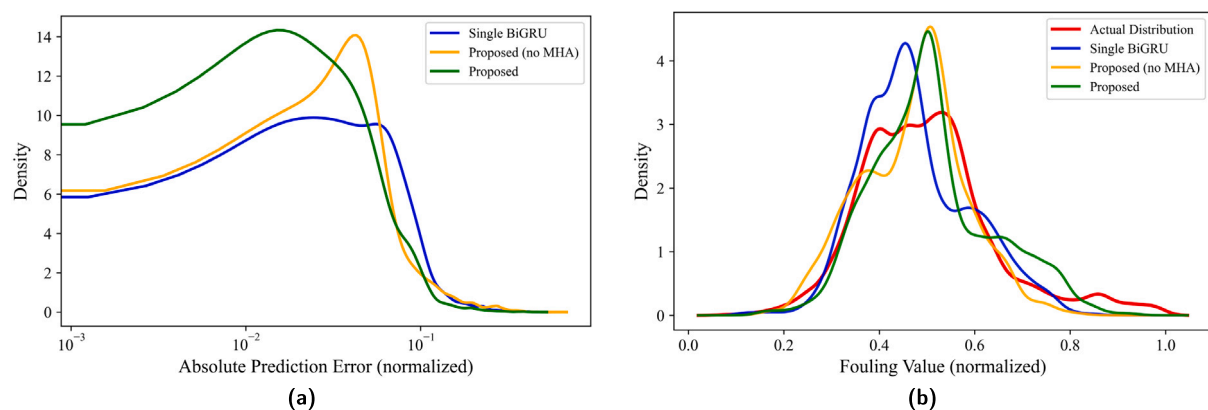 Single BiGRU
Proposed (no MHA)
Proposed
14
12
10
8
6
4
2
0
Density
10⁻³
10⁻²
10⁻¹
Absolute Prediction Error (normalized)
(a)
Actual Distribution
Single BiGRU
Proposed (no MHA)
Proposed
4
3
2
1
0
Density
0.0
0.2
0.4
0.6
0.8
1.0
Fouling Value (normalized)
(b)